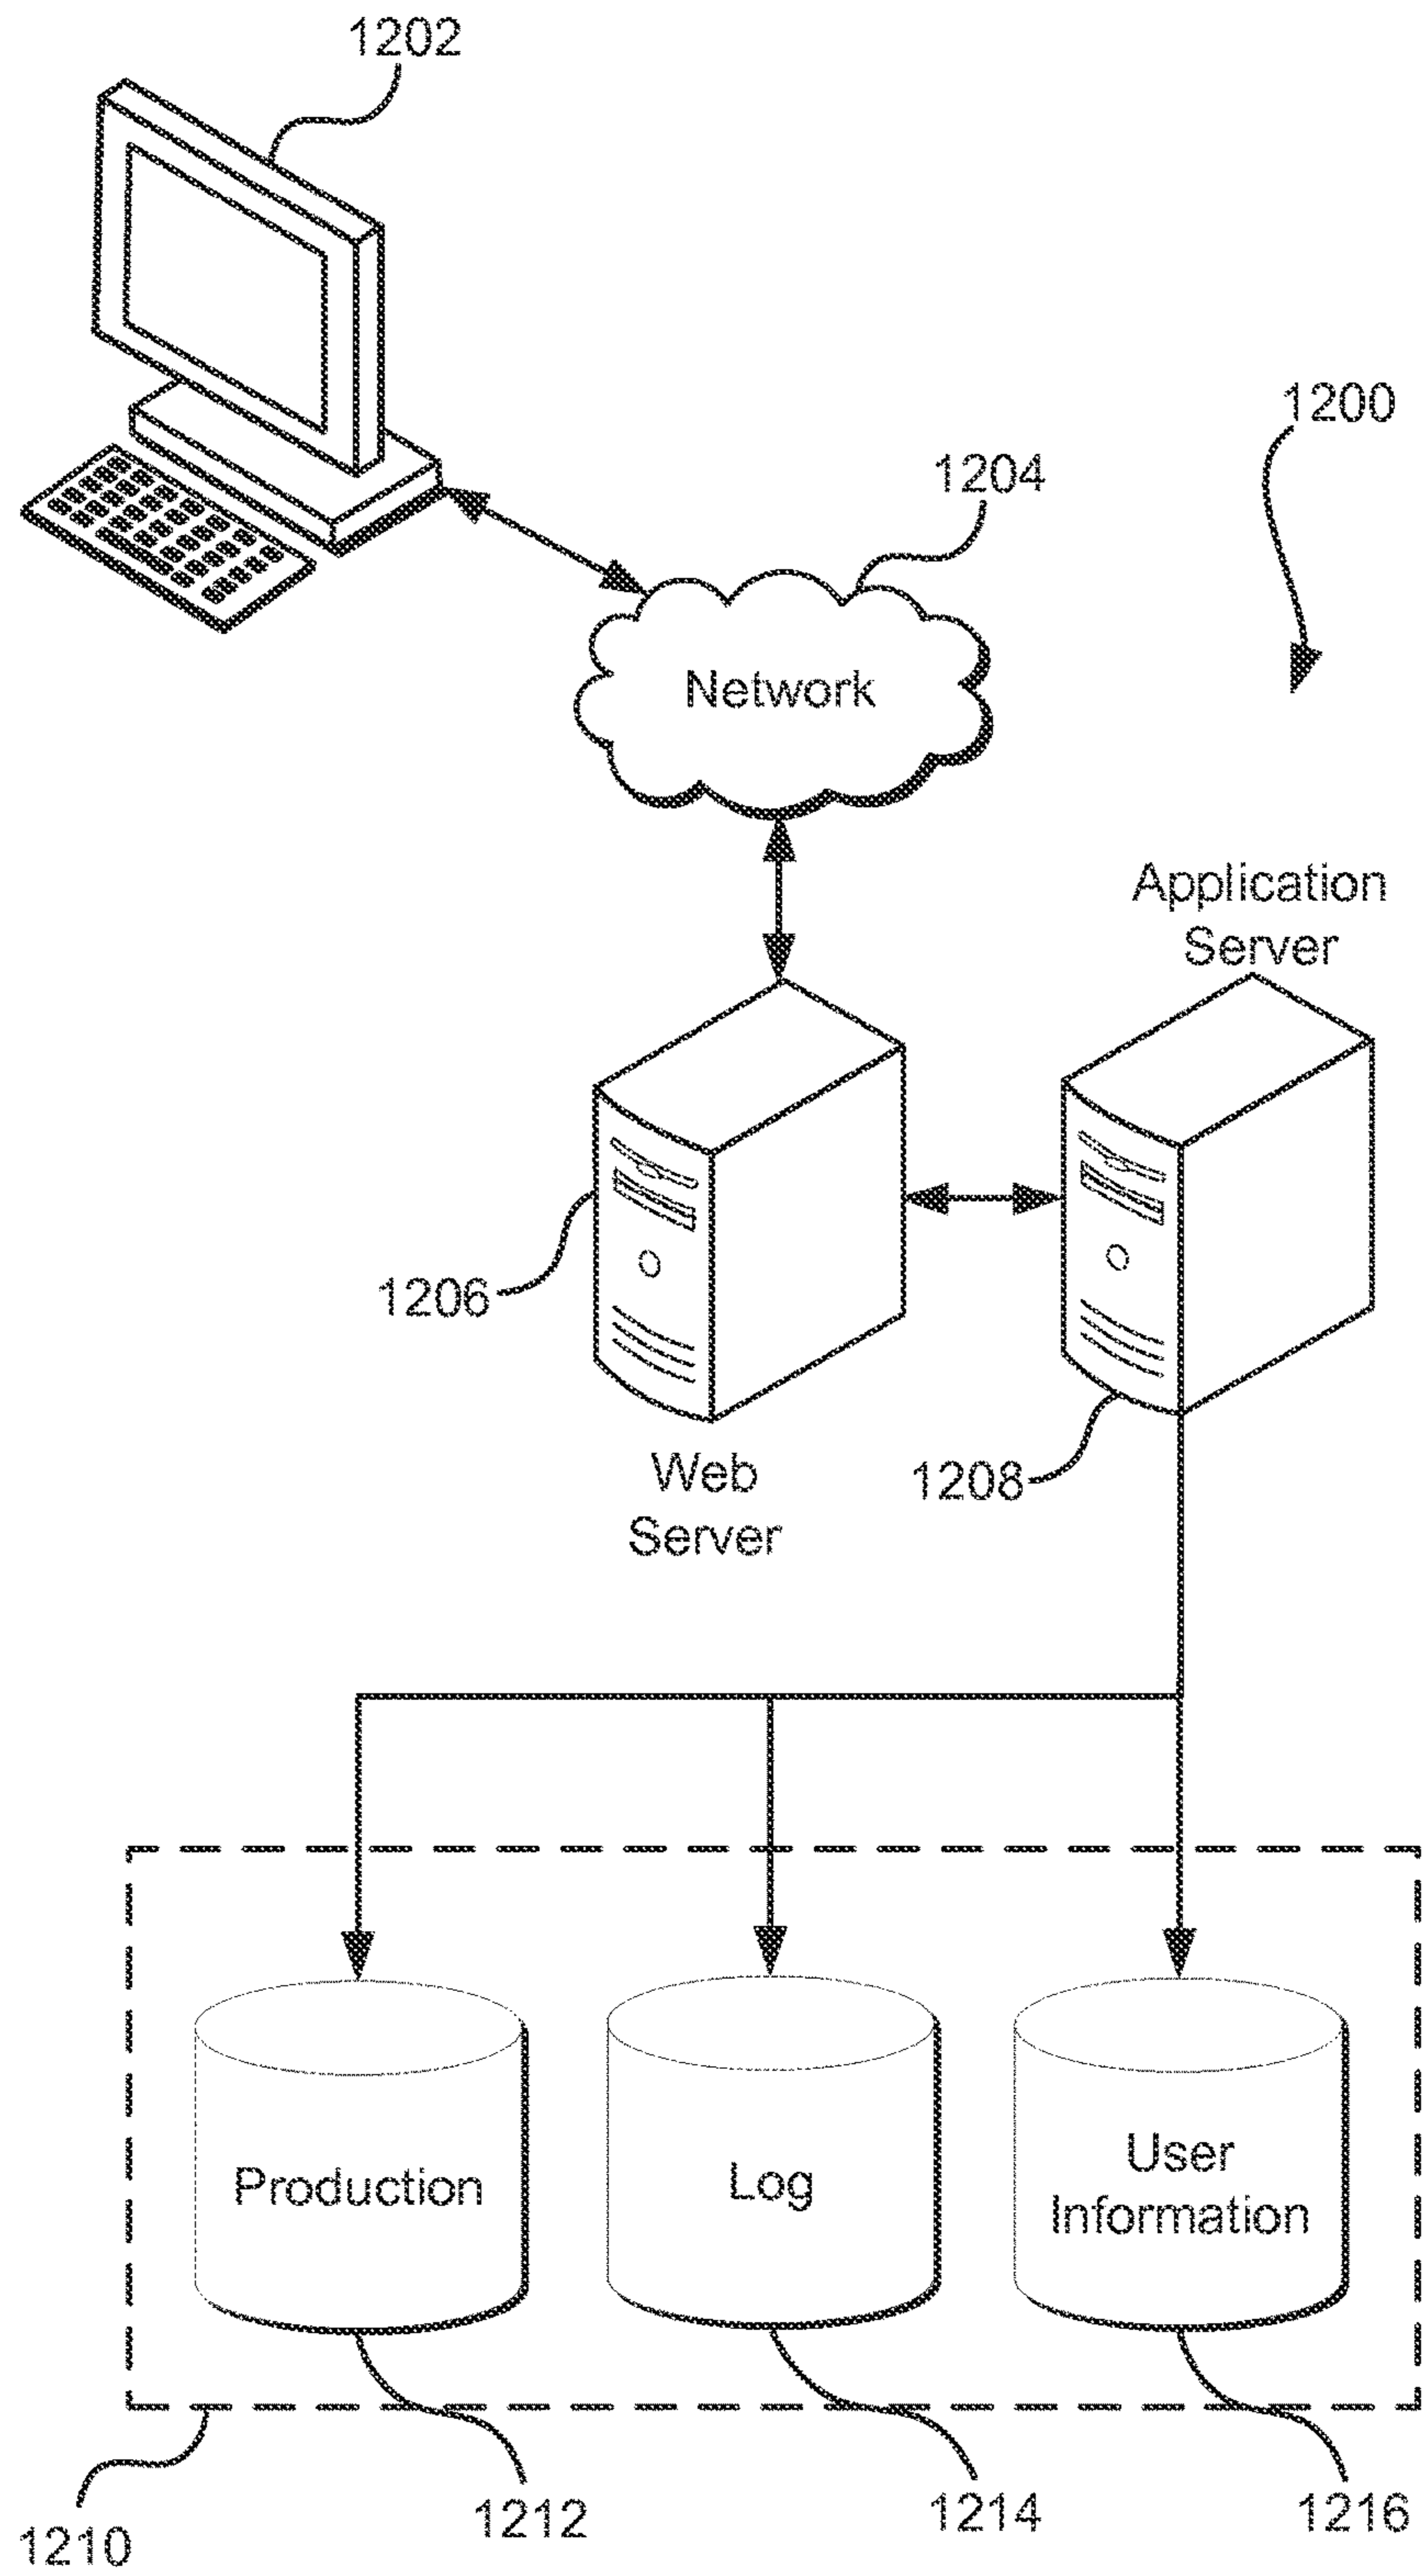 1202
1200
1204
Network
Application
Server
1206
1208
Web
Server
Production
Log
User
Information
1212
1214
1216
1210